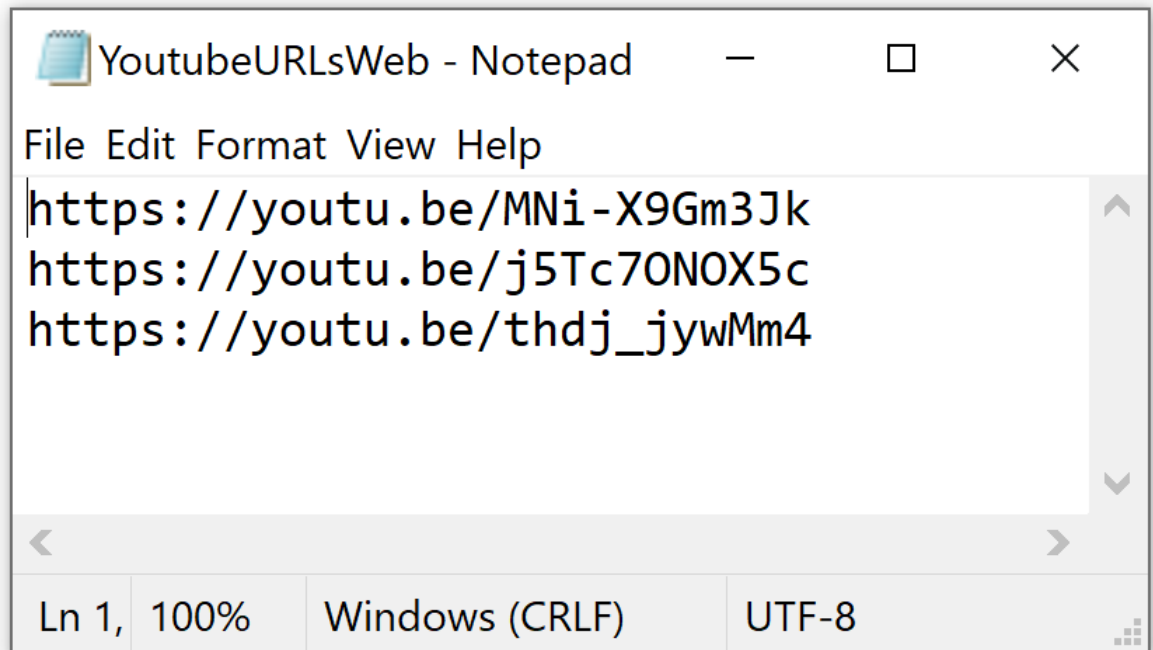 YoutubeURLsWeb - Notepad
File Edit Format View Help
https://youtu.be/MNi-X9Gm3Jk
https://youtu.be/j5Tc7ONOX5c
https://youtu.be/thdj_jywMm4
Ln 1, 100% Windows (CRLF) UTF-8